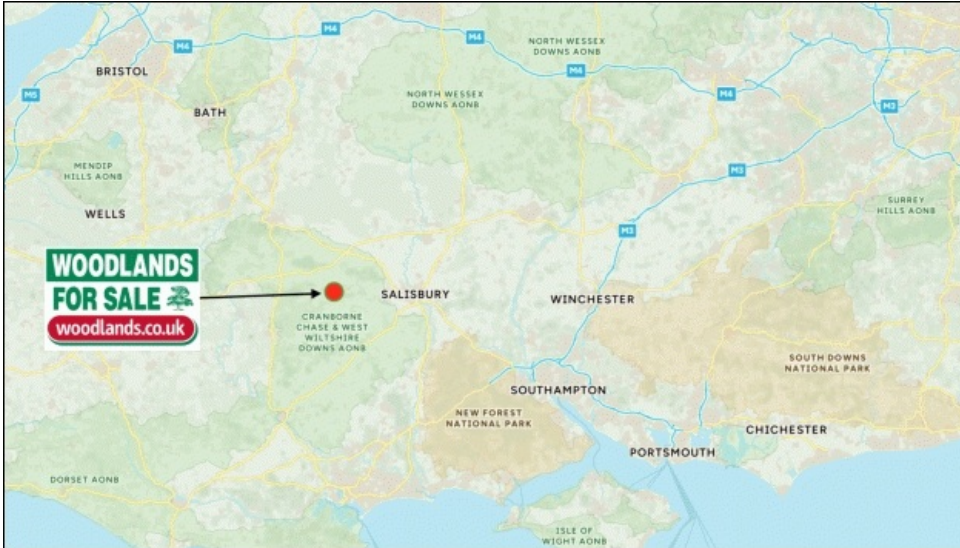 M4
M4
M4
NORTH WESSEX
DOWNS AONB
BRISTOL
M4
M5
NORTH WESSEX
DOWNS AONB
M4
M3
BATH
MENDIP
HILLS AONB
M3
WELLS
SURREY
HILLS AONB
M3
WOODLANDS
FOR SALE
woodlands.co.uk
SALISBURY
WINCHESTER
CRANBORNE
CHASE & WEST
WILTSHIRE
DOWNS AONB
SOUTH DOWNS
NATIONAL PARK
SOUTHAMPTON
NEW FOREST
NATIONAL PARK
CHICHESTER
PORTSMOUTH
DORSET AONB
ISLE OF
WIGHT AONB